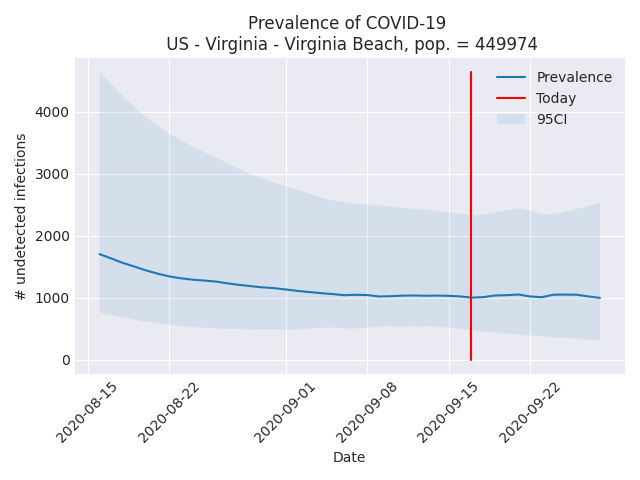 Prevalence of COVID-19
US - Virginia - Virginia Beach, pop. = 449974
Prevalence
Today
95CI
# undetected infections
4000
3000
2000
1000
0
2020-08-15
2020-08-22
2020-09-01
2020-09-08
2020-09-15
2020-09-22
Date